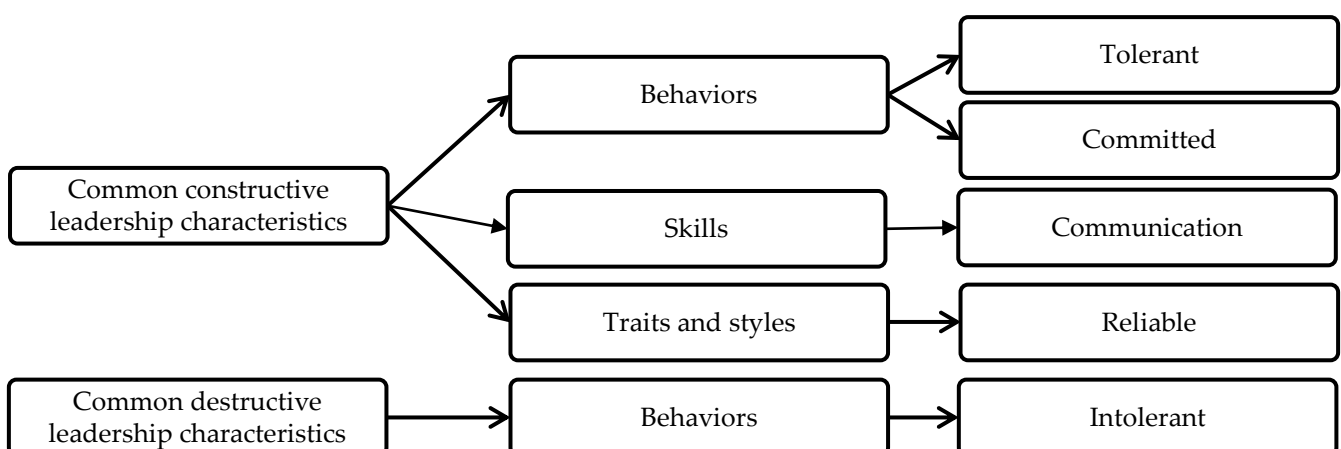 Common constructive
leadership characteristics
Behaviors
Tolerant
Committed
Skills
Communication
Traits and styles
Reliable
Common destructive
leadership characteristics
Behaviors
Intolerant